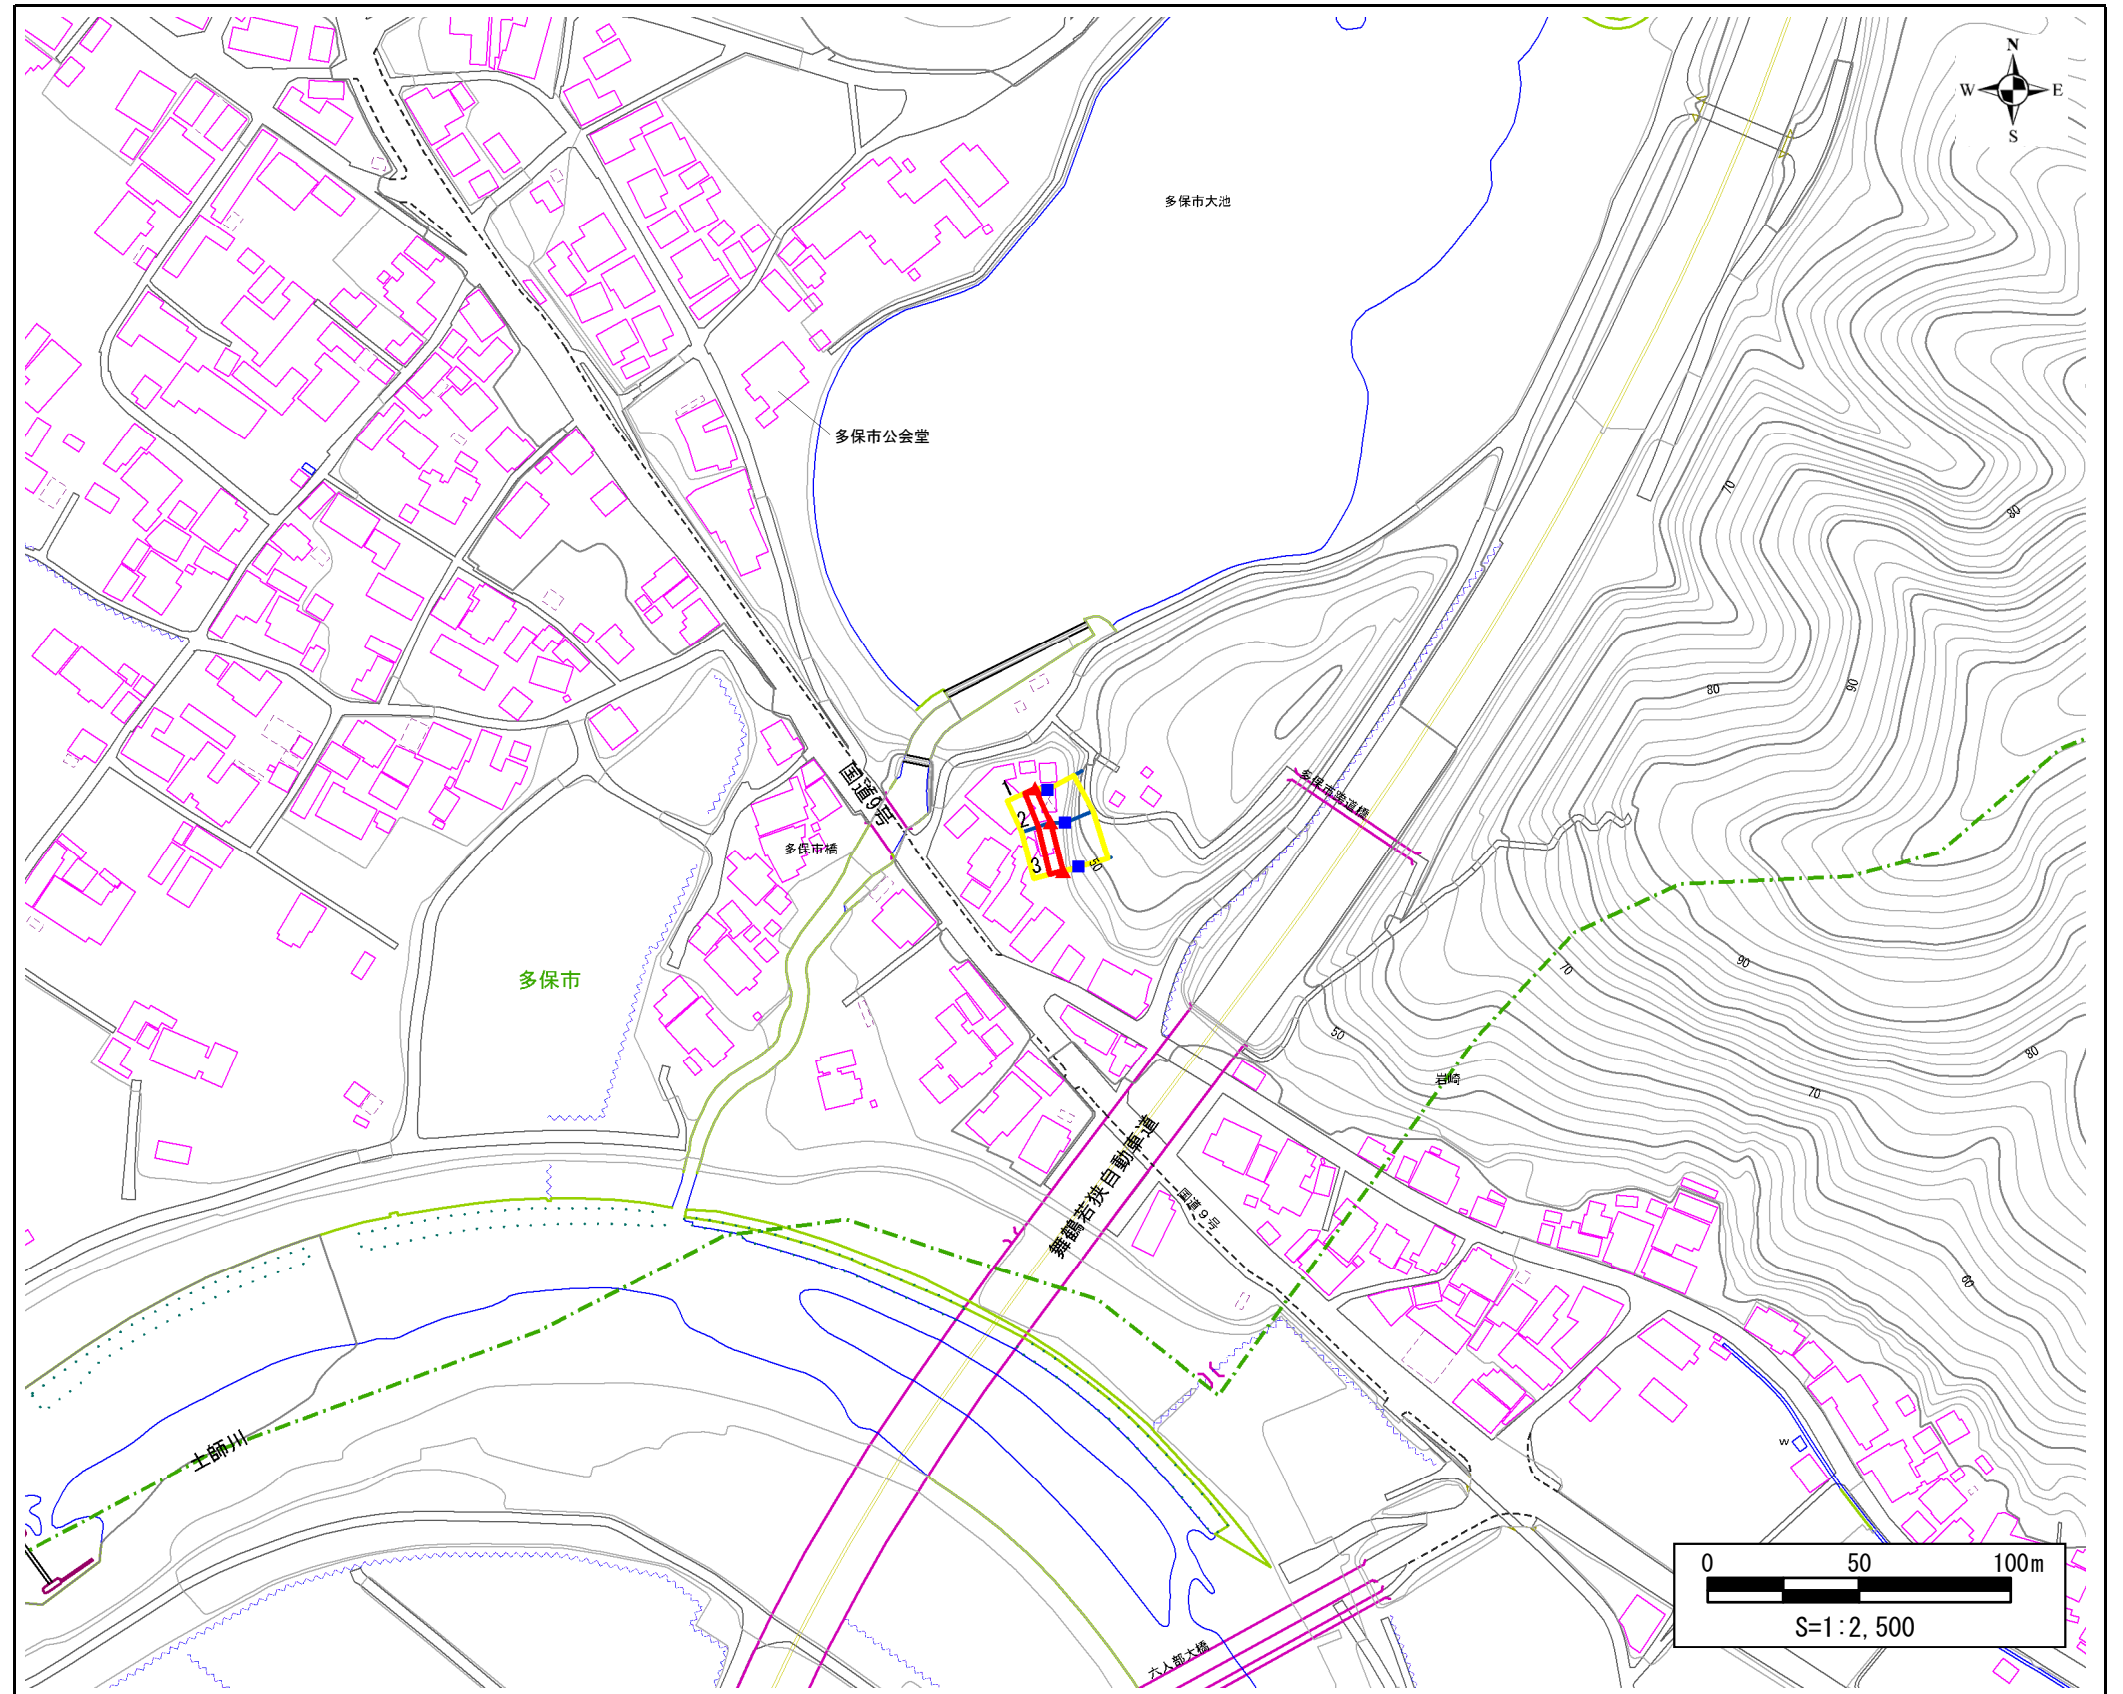 N
W E
S
多保市大池
多保市公会堂
70
80
80
90
国道9号
多保市橋
1
2
3
50
多保市跨道橋
多保市
70
90
50
80
岩崎
70
舞鶴若狭自動車道
国道9号
60
土師川
W
六人部大橋
0 50 100m
S=1:2,500